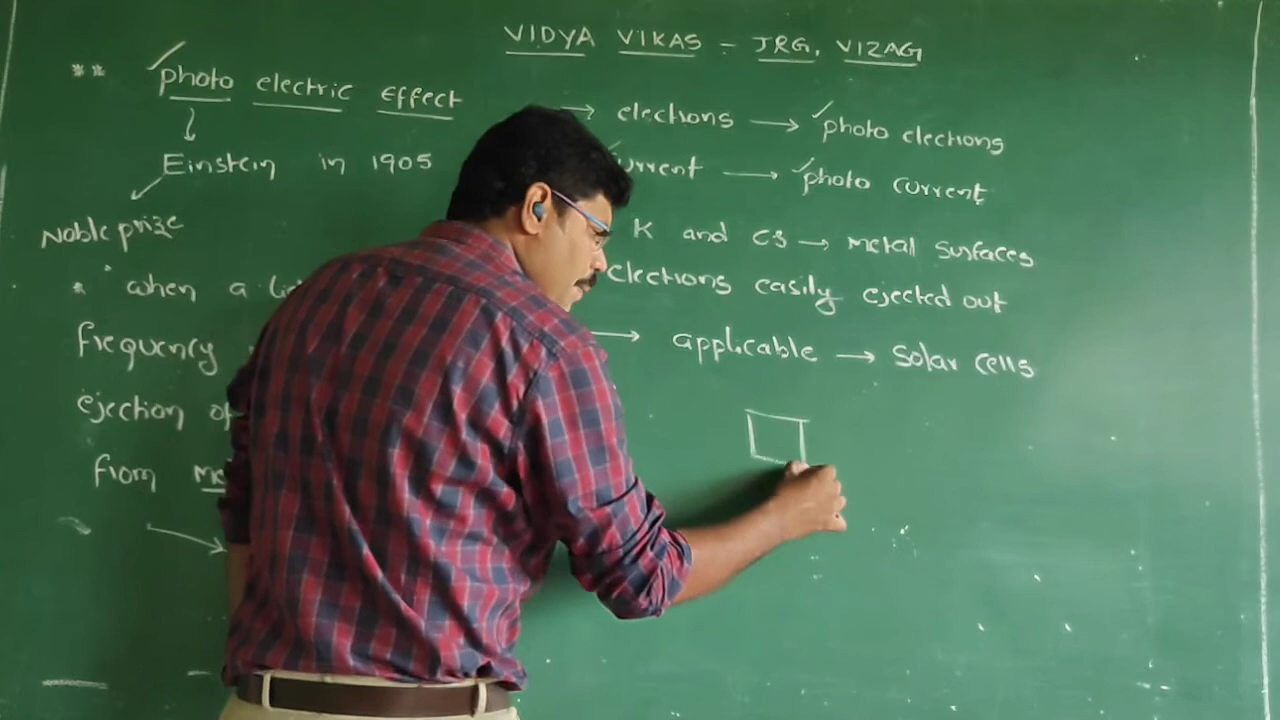 VIDYA VIKAS - JRG, VIZAG
** photo electric effect
Einstein in 1905
Noble prize
* when a
frequency
ejection of
from
→ electrons → photo electrons
current → photo current
K and Cs → metal surfaces
electrons easily ejected out
→ applicable → solar cells